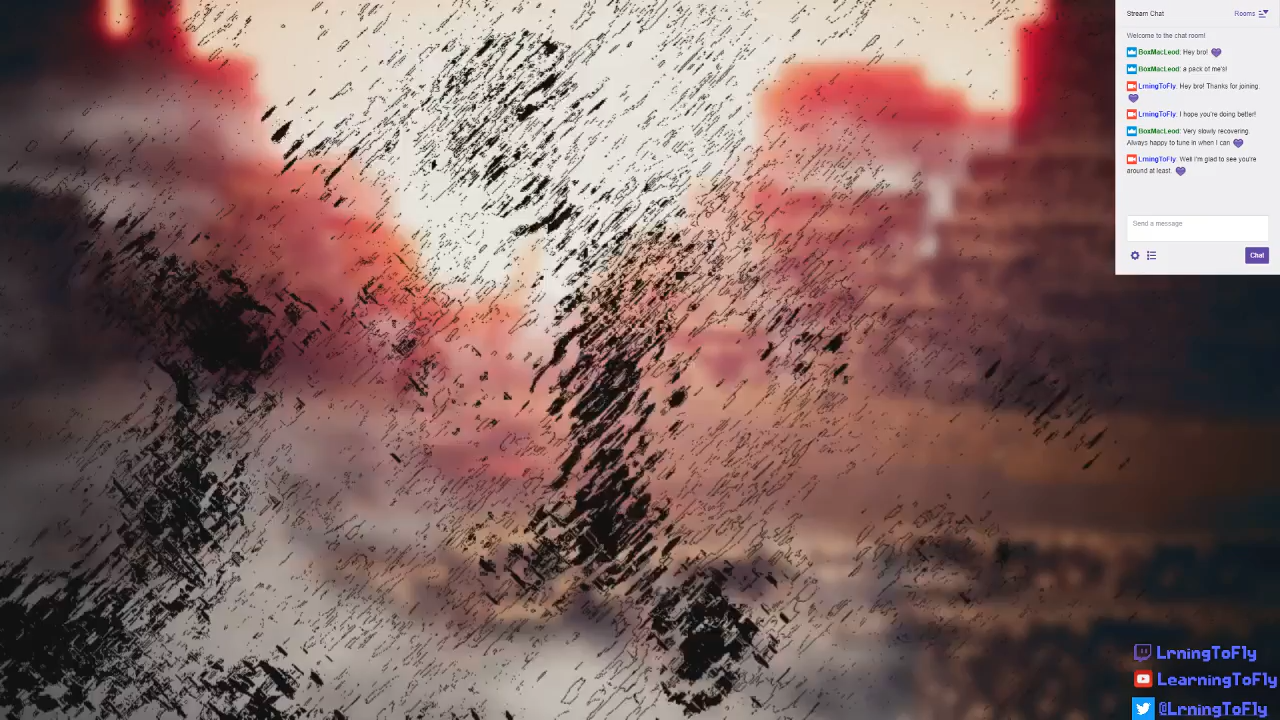 Stream Chat
Rooms
Welcome to the chat room!
BoxMacLeod: Hey bro!
BoxMacLeod: a pack of me's!
LrningToFly: Hey bro! Thanks for joining.
LrningToFly: I hope you're doing better!
BoxMacLeod: Very slowly recovering.
Always happy to tune in when I can
LrningToFly: Well I'm glad to see you're
around at least.
Send a message
Chat
LrningToFly
LearningToFly
@LrningToFly